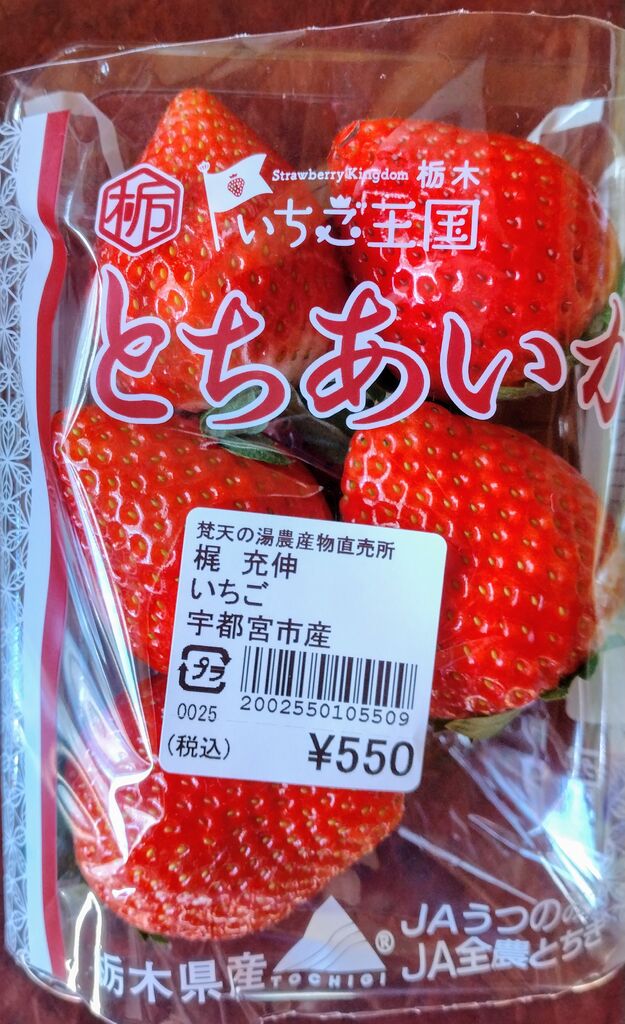 栃
Strawberry Kingdom 栃木
いちご王国
とちあいか
梵天の湯農産物直売所
梶 充伸
いちご
宇都宮市産
プラ
2002550105509
0025
(税込) ¥550
JAうつのみ
JA全農とちぎ
栃木県産
TOCHIGI ®